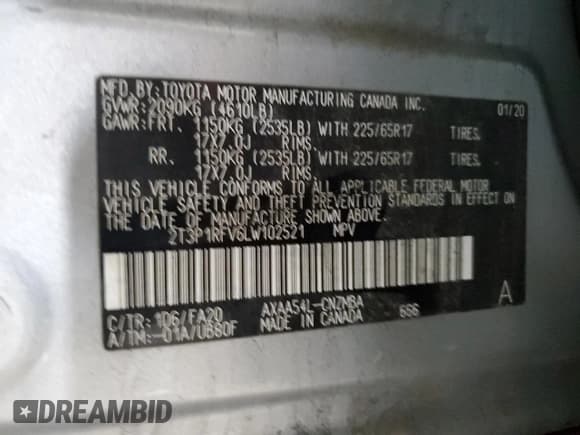 MFD.BY:TOYOTA MOTOR MANUFACTURING CANADA INC.
GVWR:2090KG (4610LB) 01/20
GAWR:FRT. 1150KG (2535LB) WITH 225/65R17 TIRES,
17X7.0J RIMS.
RR. 1150KG (2535LB) WITH 225/65R17 TIRES,
17X7.0J RIMS.
THIS VEHICLE CONFORMS TO ALL APPLICABLE FEDERAL MOTOR
VEHICLE SAFETY AND THEFT PREVENTION STANDARDS IN EFFECT ON
THE DATE OF MANUFACTURE SHOWN ABOVE.
2T3P1RFV6LW102521 MPV
C/TR:1D6/FA20 AXAA54L-CNZMBA 656 A
A/TM:-01A/UB80F MADE IN CANADA
DREAMBID